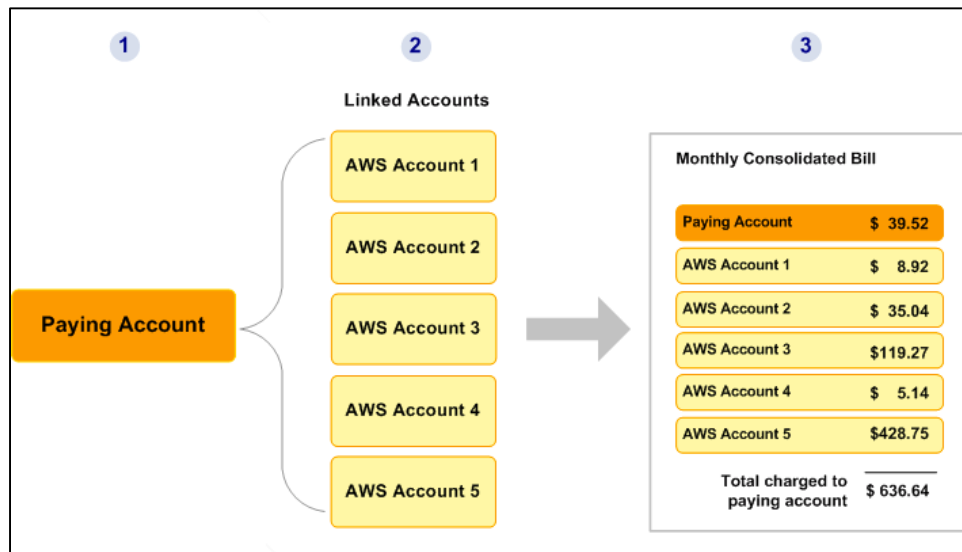 1
2
3
Linked Accounts
Paying Account
AWS Account 1
AWS Account 2
AWS Account 3
AWS Account 4
AWS Account 5
Monthly Consolidated Bill
Paying Account $ 39.52
AWS Account 1 $ 8.92
AWS Account 2 $ 35.04
AWS Account 3 $119.27
AWS Account 4 $ 5.14
AWS Account 5 $428.75
Total charged to
paying account $ 636.64